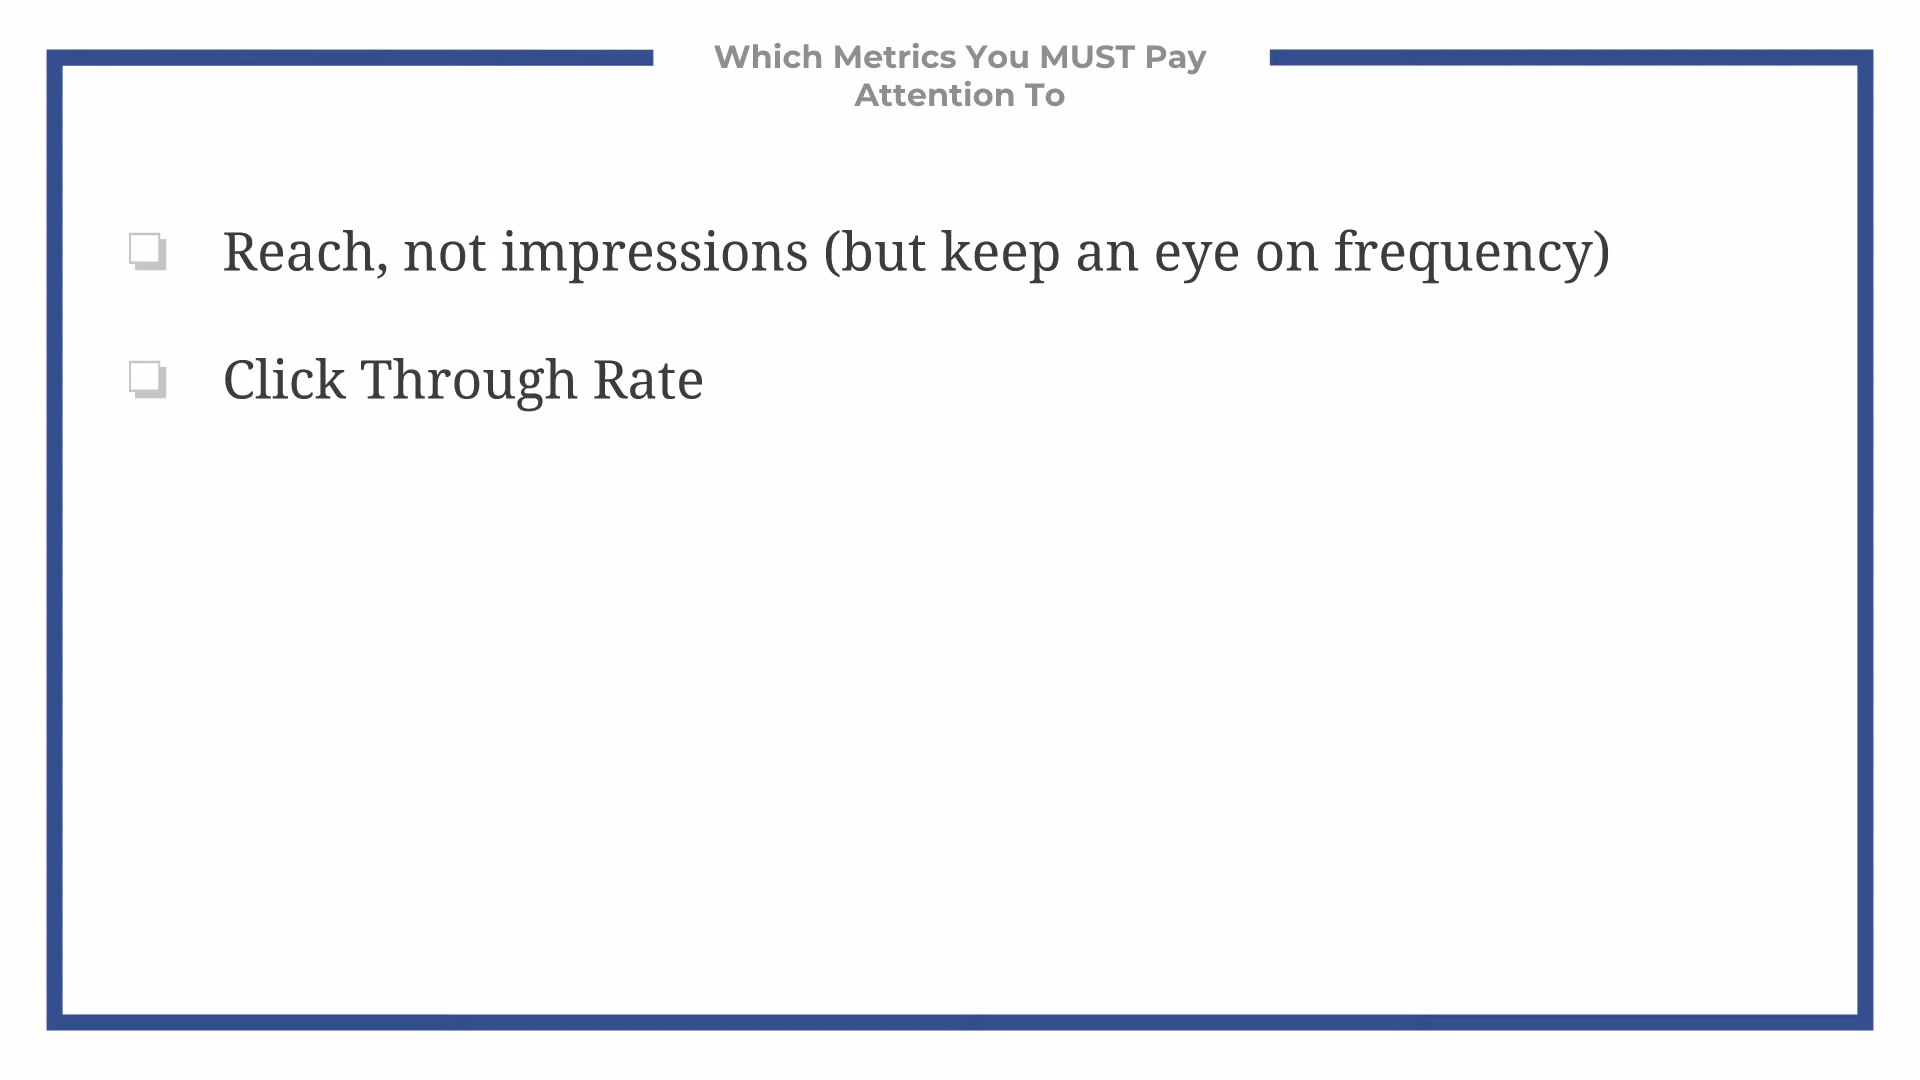 Which Metrics You MUST Pay
Attention To
Reach, not impressions (but keep an eye on frequency)
Click Through Rate